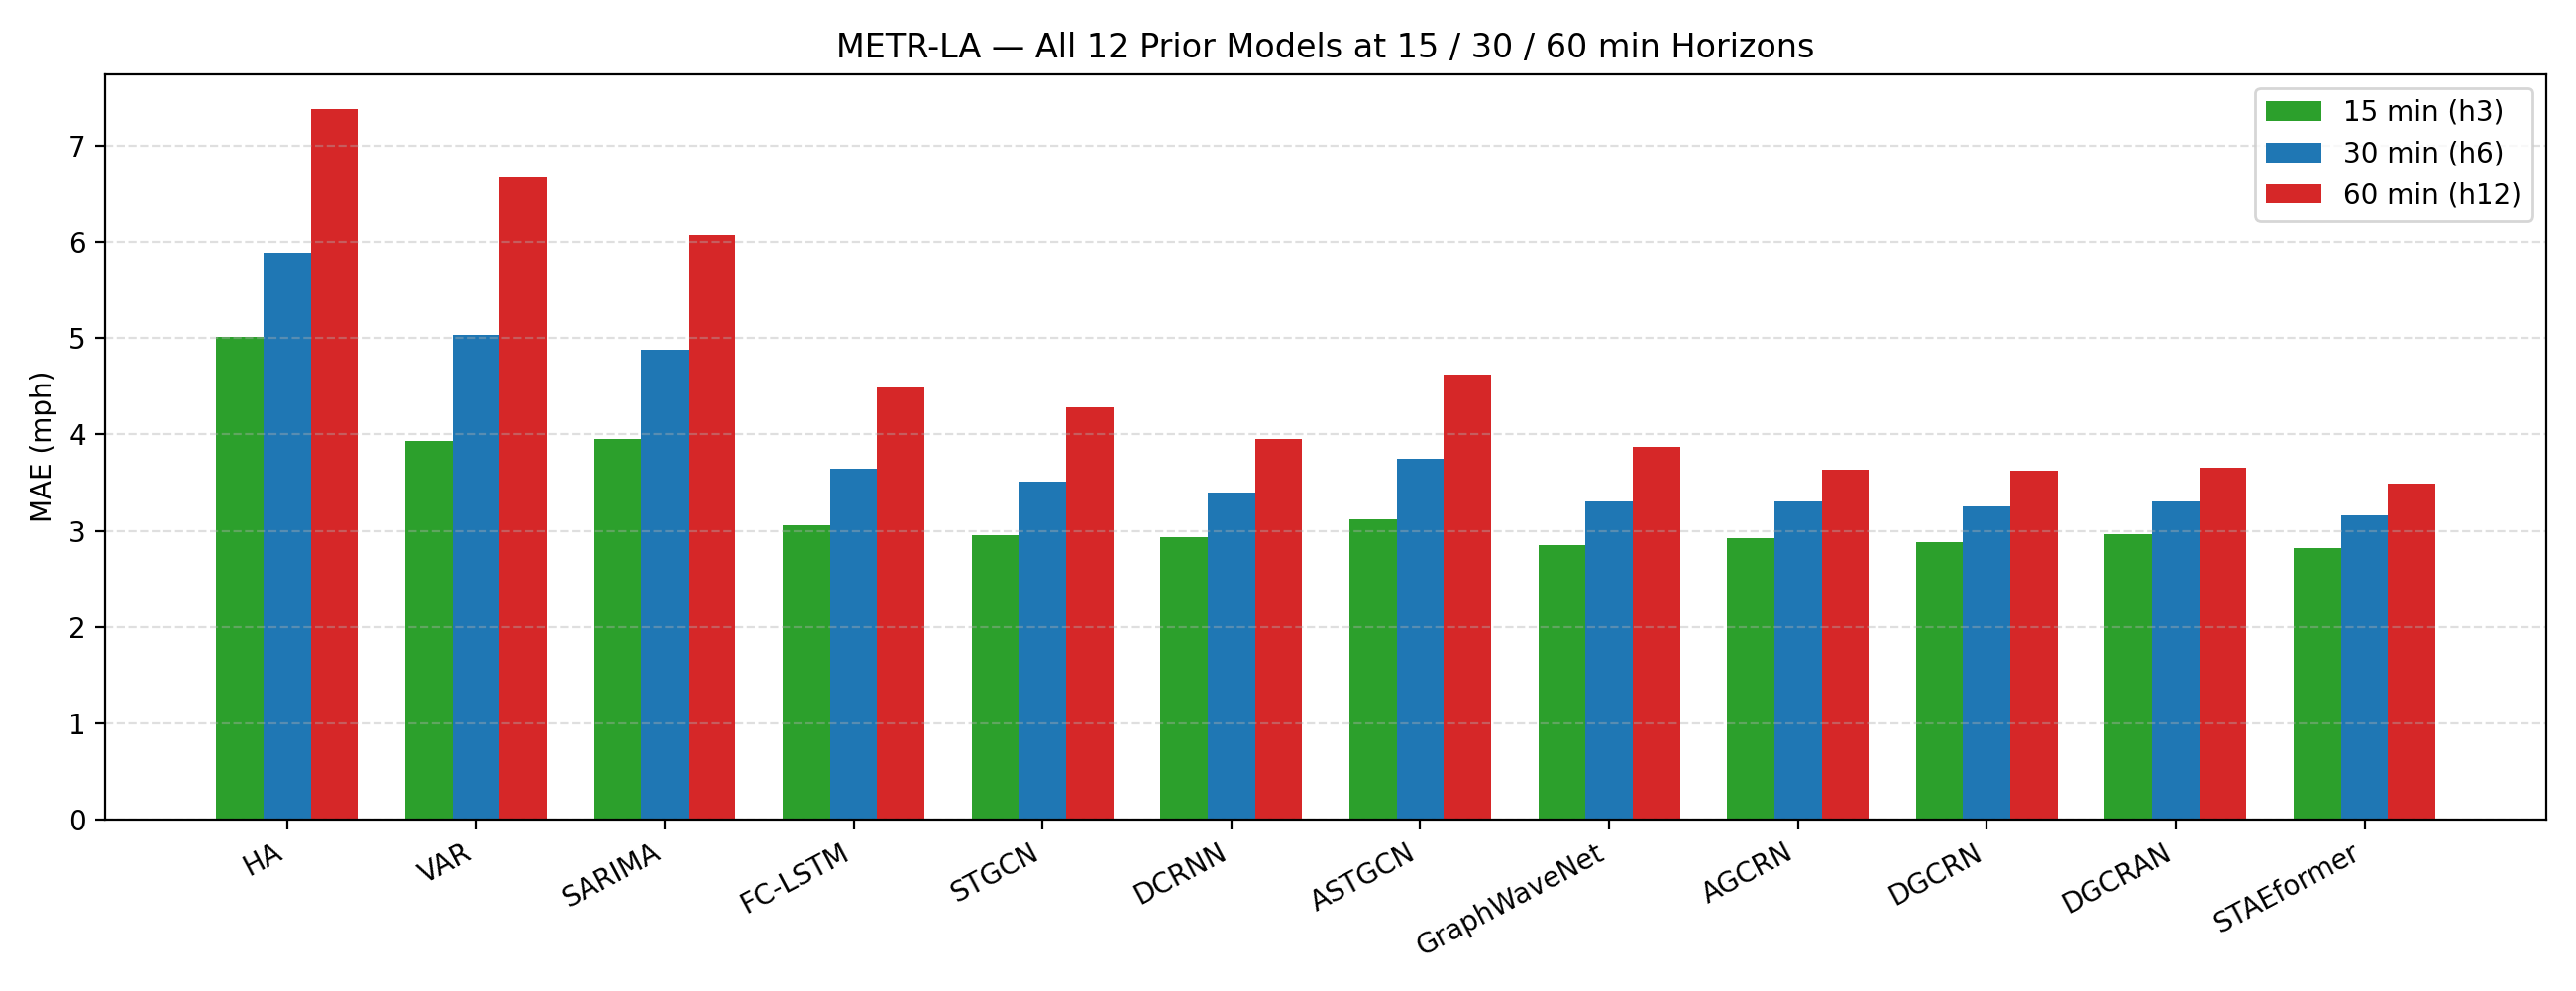 METR-LA — All 12 Prior Models at 15 / 30 / 60 min Horizons
15 min (h3)
30 min (h6)
60 min (h12)
MAE (mph)
7
6
5
4
3
2
1
0
HA
VAR
SARIMA
FC-LSTM
STGCN
DCRNN
ASTGCN
GraphWaveNet
AGCRN
DGCRN
DGCRAN
STAEformer